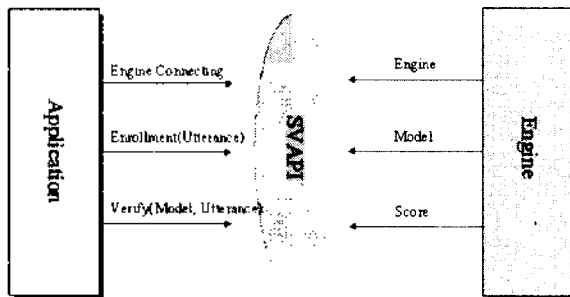 Application
Engine Connecting
Enrollment(Utterance)
Verify(Model, Utterance)
SVAPI
Engine
Model
Score
Engine